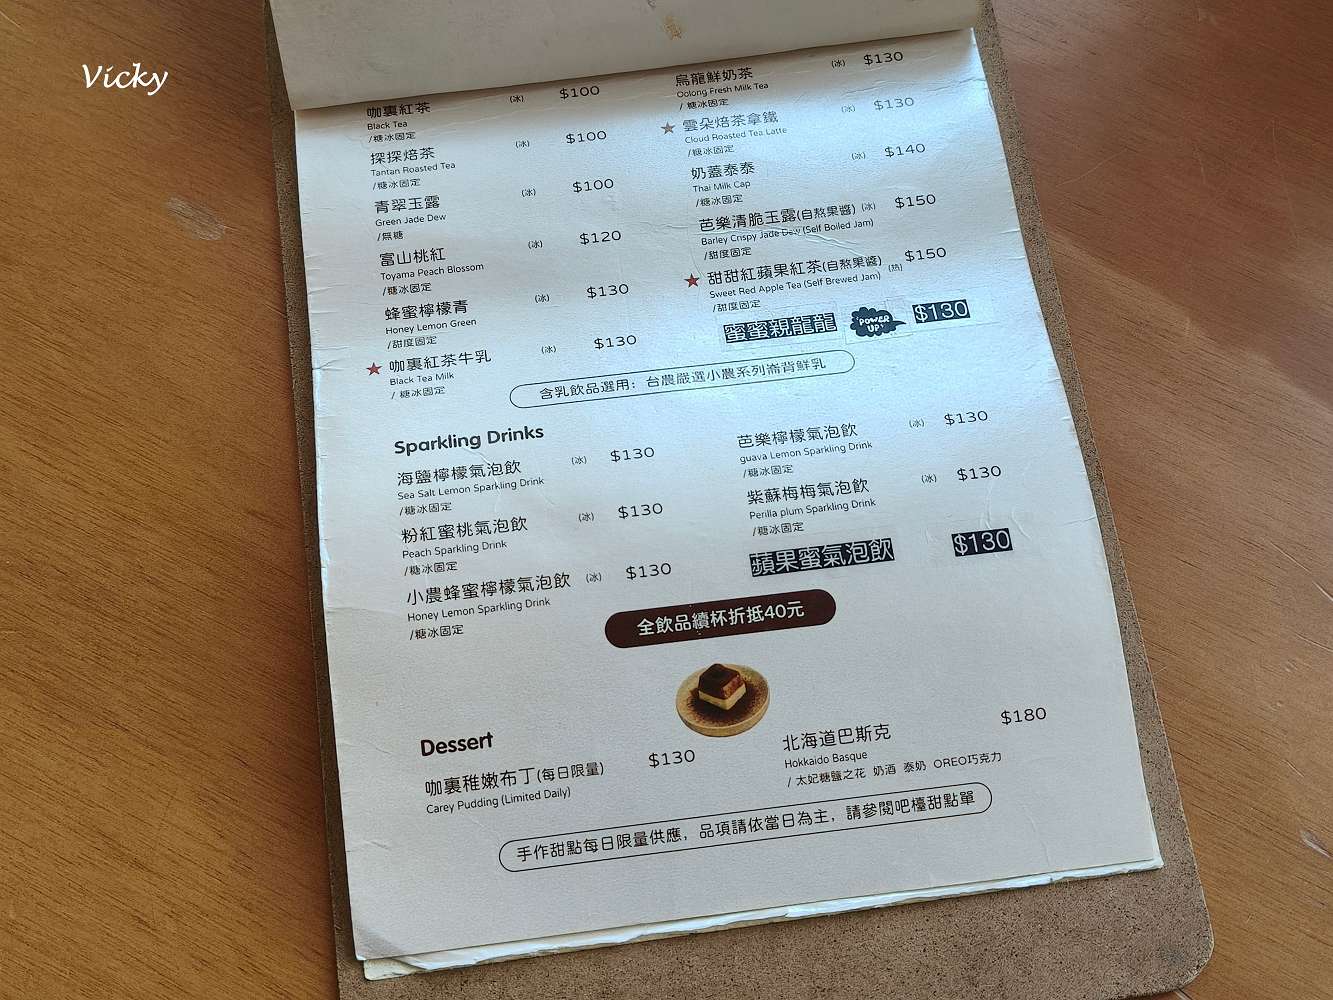 Vicky
咖裏紅茶 (冰) $100
Black Tea
/糖冰固定
探探焙茶 (冰) $100
Tantan Roasted Tea
/糖冰固定
青翠玉露 (冰) $100
Green Jade Dew
/無糖
富山桃紅 (冰) $120
Toyama Peach Blossom
/糖冰固定
蜂蜜檸檬青 (冰) $130
Honey Lemon Green
/甜度固定
咖裏紅茶牛乳 (冰) $130
Black Tea Milk
/ 糖冰固定
烏龍鮮奶茶 (冰) $130
Oolong Fresh Milk Tea
/ 糖冰固定
雲朵焙茶拿鐵 (冰) $130
Cloud Roasted Tea Latte
/糖冰固定
奶蓋泰泰 (冰) $140
Thai Milk Cap
/糖冰固定
芭樂清脆玉露(自熬果醬) (冰) $150
Barley Crispy Jade Dew (Self Boiled Jam)
/甜度固定
甜甜紅蘋果紅茶(自熬果醬) (熱) $150
Sweet Red Apple Tea (Self Brewed Jam)
/甜度固定
蜜蜜親龍龍 POWER UP $130
含乳飲品選用：台農嚴選小農系列崙背鮮乳
Sparkling Drinks
海鹽檸檬氣泡飲 (冰) $130
Sea Salt Lemon Sparkling Drink
/糖冰固定
粉紅蜜桃氣泡飲 (冰) $130
Peach Sparkling Drink
/糖冰固定
小農蜂蜜檸檬氣泡飲 (冰) $130
Honey Lemon Sparkling Drink
/糖冰固定
芭樂檸檬氣泡飲 (冰) $130
guava Lemon Sparkling Drink
/糖冰固定
紫蘇梅梅氣泡飲 (冰) $130
Perilla plum Sparkling Drink
/糖冰固定
蘋果蜜氣泡飲 $130
全飲品續杯折抵40元
Dessert
咖裏稚嫩布丁(每日限量) $130
Carey Pudding (Limited Daily)
北海道巴斯克 $180
Hokkaido Basque
/ 太妃糖鹽之花 奶酒 泰奶 OREO巧克力
手作甜點每日限量供應，品項請依當日為主，請參閱吧檯甜點單